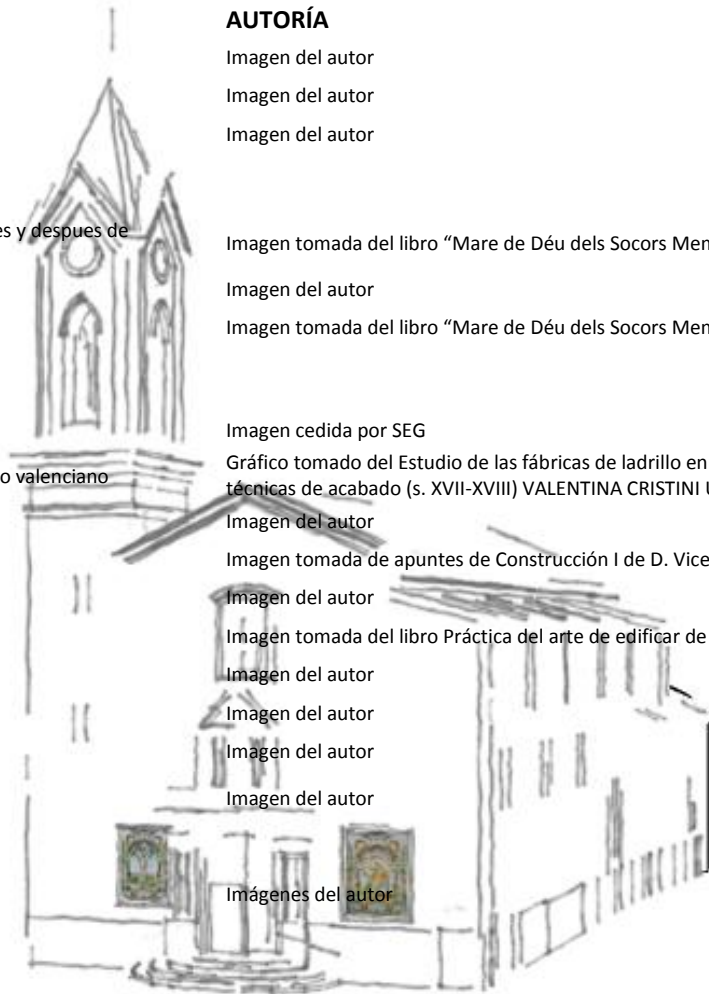 AUTORÍA
Imagen del autor
Imagen del autor
Imagen del autor
y despues de
Imagen tomada del libro “Mare de Déu dels Socors
Imagen del autor
Imagen tomada del libro “Mare de Déu dels Socors
Imagen cedida por SEG
Gráfico tomado del Estudio de las fábricas de ladrillo en
valenciano
técnicas de acabado (s. XVII-XVIII) VALENTINA CRISTINI
Imagen del autor
Imagen tomada de apuntes de Construcción I de D.
Imagen del autor
Imagen tomada del libro Práctica del arte de edificar de
Imagen del autor
Imagen del autor
Imagen del autor
Imagen del autor
Imágenes del autor